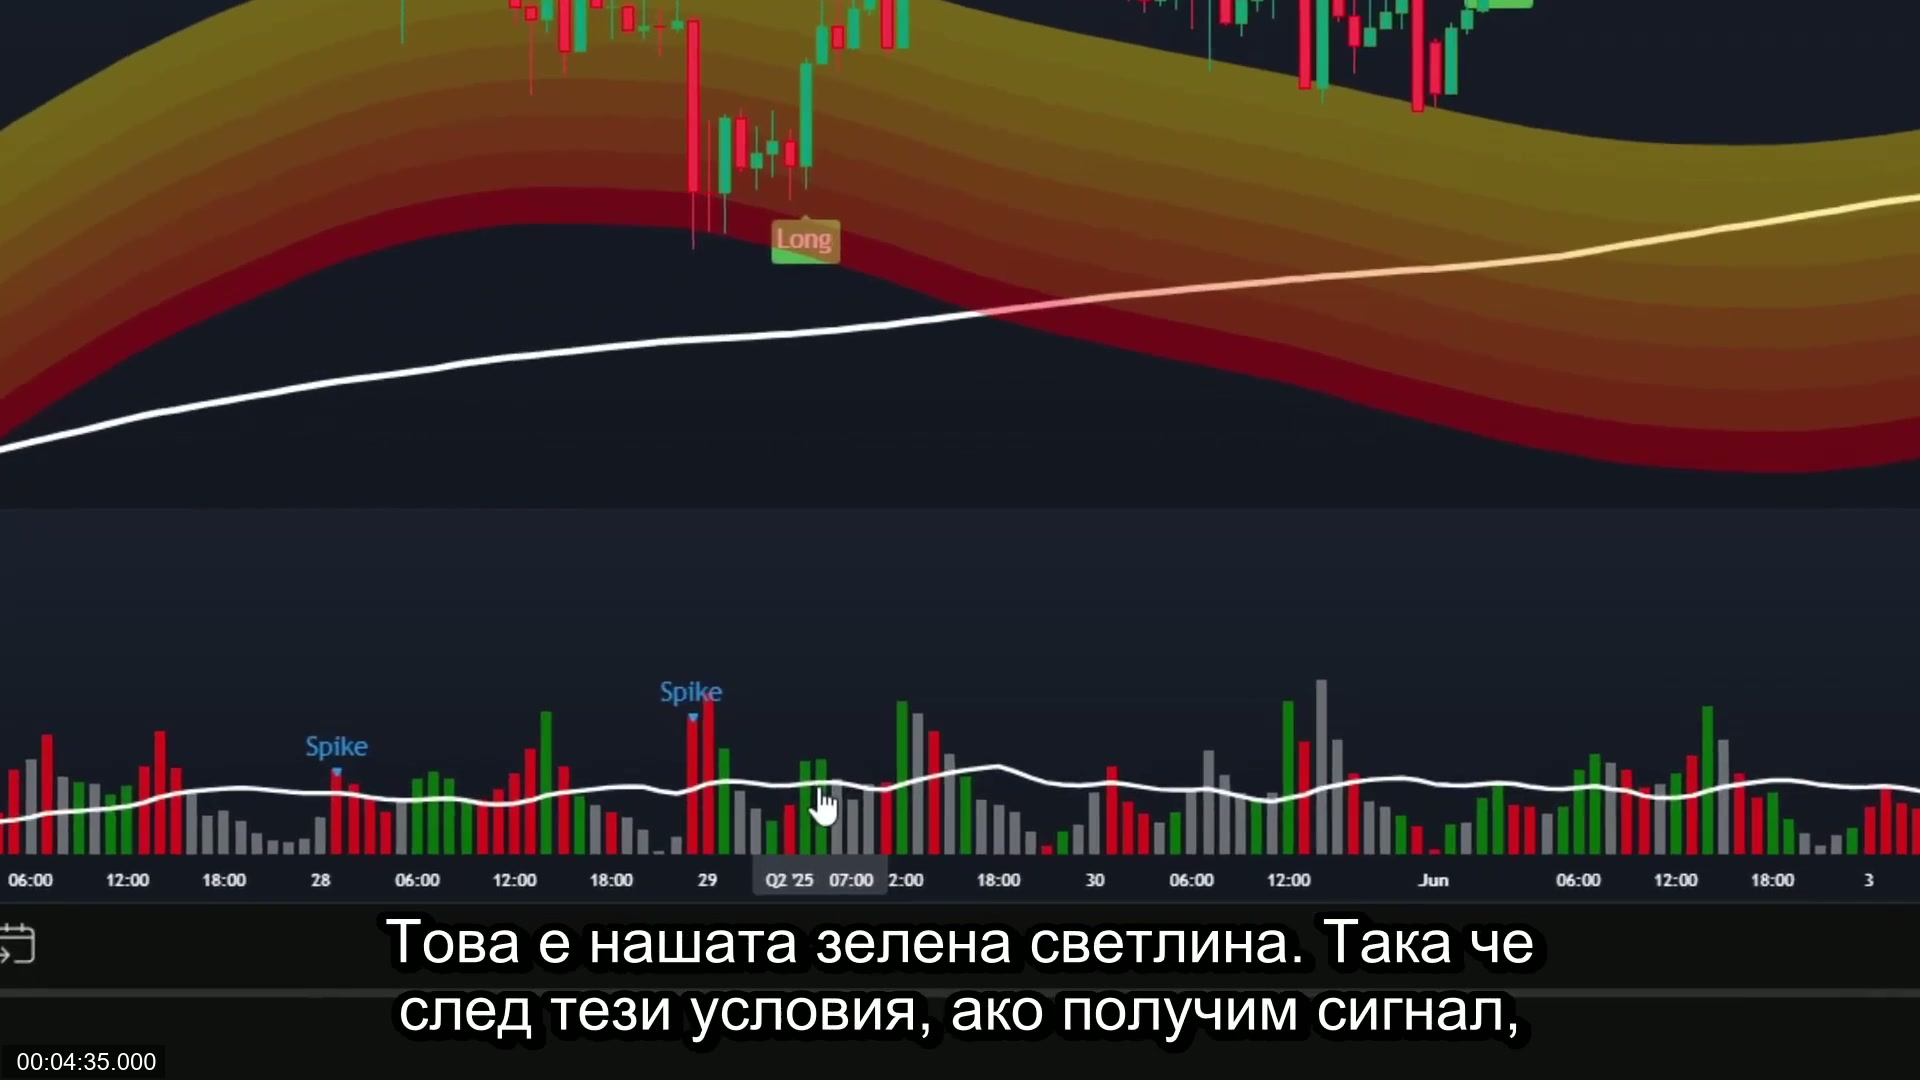 Long
Spike
Spike
06:00 12:00 18:00 28 06:00 12:00 18:00 29 Q2 '25 07:00 2:00 18:00 30 06:00 12:00 Jun 06:00 12:00 18:00 3
Това е нашата зелена светлина. Така че
след тези условия, ако получим сигнал,
00:04:35.000